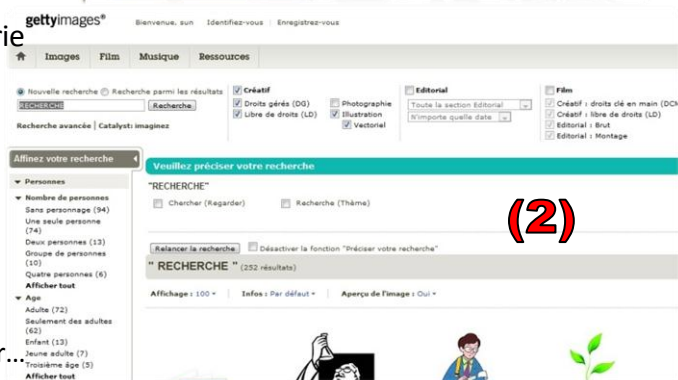 rie
gettyimages®
Bienvenue, sun Identifiez-vous | Enregistrez-vous
Images Film Musique Ressources
Nouvelle recherche Recherche parmi les résultats
RECHERCHE Recherche
Recherche avancée | Catalyst: imaginez
Créatif
Droits gérés (DG) Photographie
Libre de droits (LD) Illustration
Vectoriel
Editorial
Toute la section Editorial
N'importe quelle date
Film
Créatif : droits clé en main (DCM
Créatif : libre de droits (LD)
Editorial : Brut
Editorial : Montage
Affinez votre recherche
Personnes
Nombre de personnes
Sans personnage (94)
Une seule personne
(74)
Deux personnes (13)
Groupe de personnes
(10)
Quatre personnes (6)
Afficher tout
Age
Adulte (72)
Seulement des adultes
(62)
Enfant (13)
Jeune adulte (7)
Troisième âge (5)
Afficher tout
r...
Veuillez préciser votre recherche
"RECHERCHE"
Chercher (Regarder) Recherche (Thème)
(2)
Relancer la recherche Désactiver la fonction "Préciser votre recherche"
" RECHERCHE " (252 résultats)
Affichage : 100 Infos : Par défaut Aperçu de l'image : Oui